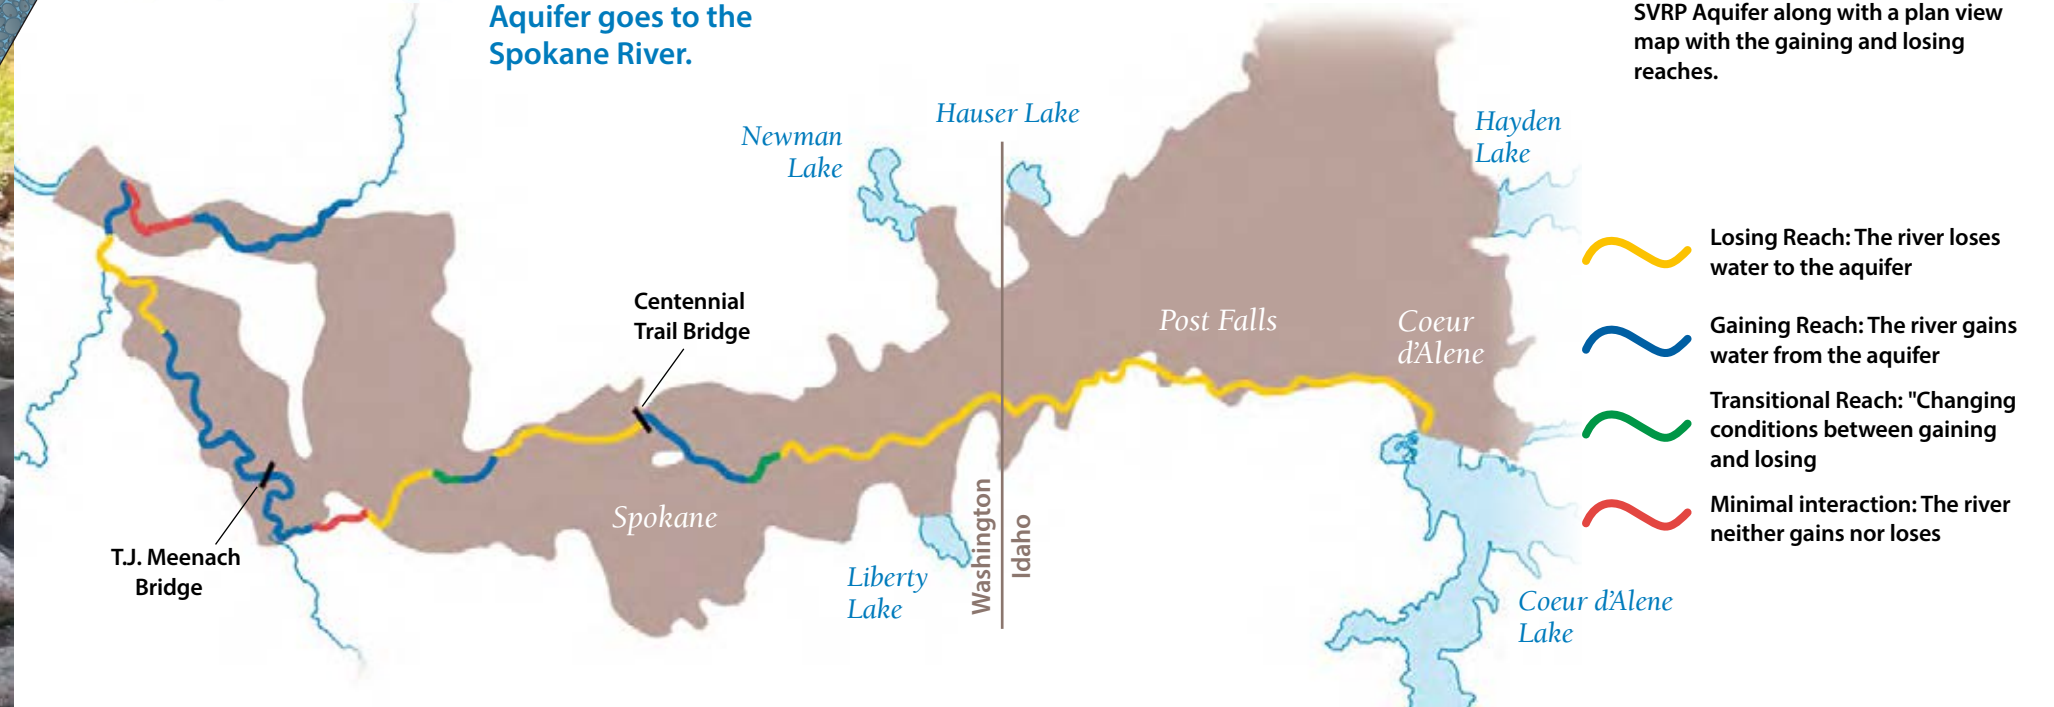 Aquifer goes to the
Spokane River.
SVRP Aquifer along with a plan view
map with the gaining and losing
reaches.
Hauser Lake
Newman
Lake
Hayden
Lake
Centennial
Trail Bridge
Post Falls
Coeur
d'Alene
Spokane
T.J. Meenach
Bridge
Liberty
Lake
Washington
Idaho
Coeur d'Alene
Lake
Losing Reach: The river loses
water to the aquifer
Gaining Reach: The river gains
water from the aquifer
Transitional Reach: "Changing
conditions between gaining
and losing
Minimal interaction: The river
neither gains nor loses